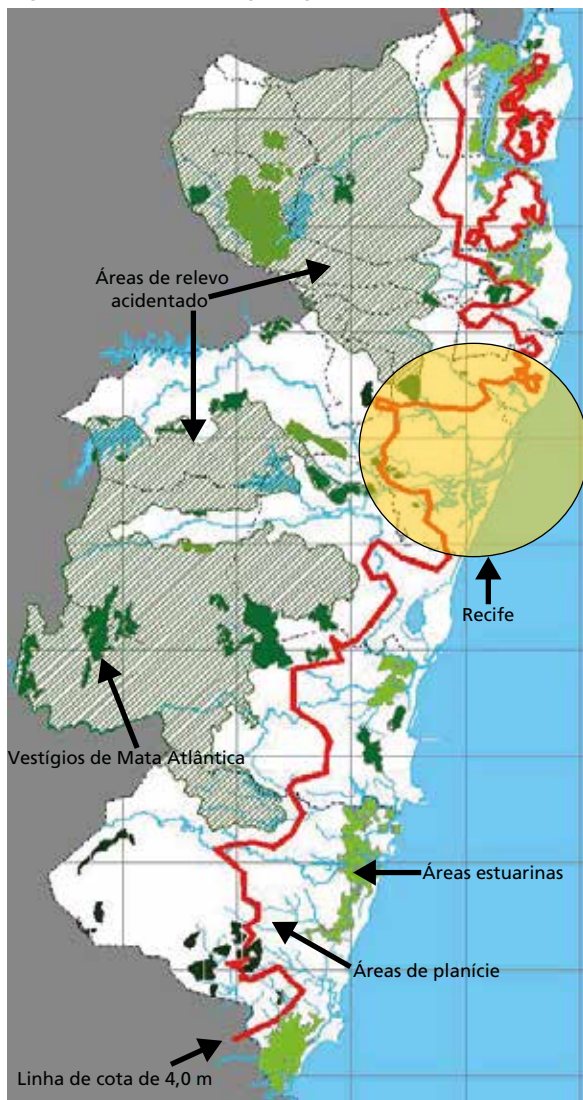 Áreas de relevo
acidentado
Recife
Vestígios de Mata Atlântica
Áreas estuarinas
Áreas de planície
Linha de cota de 4,0 m